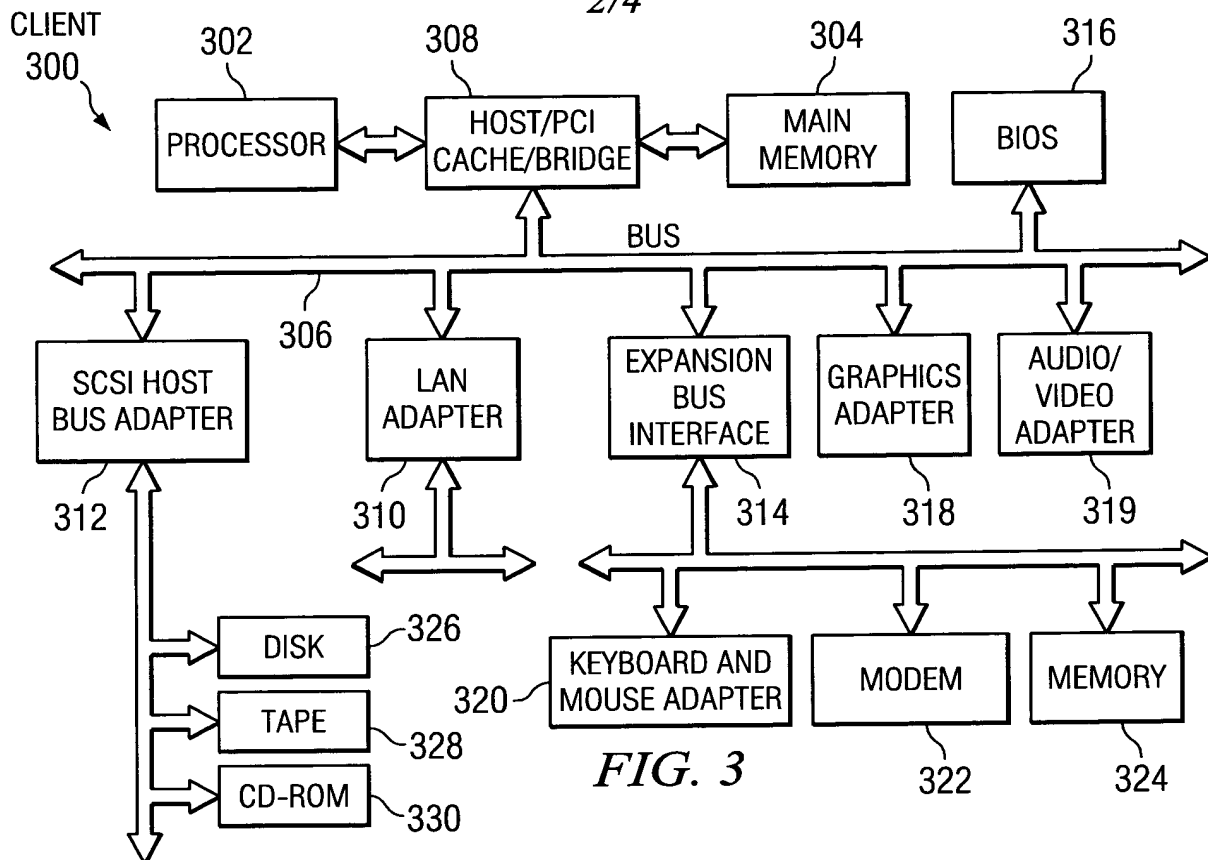 2/4
CLIENT
300
302
308
304
316
PROCESSOR
HOST/PCI
CACHE/BRIDGE
MAIN
MEMORY
BIOS
BUS
306
SCSI HOST
BUS ADAPTER
LAN
ADAPTER
EXPANSION
BUS
INTERFACE
GRAPHICS
ADAPTER
AUDIO/
VIDEO
ADAPTER
312
310
314
318
319
DISK
326
TAPE
328
CD-ROM
330
320
KEYBOARD AND
MOUSE ADAPTER
MODEM
MEMORY
322
324
FIG. 3